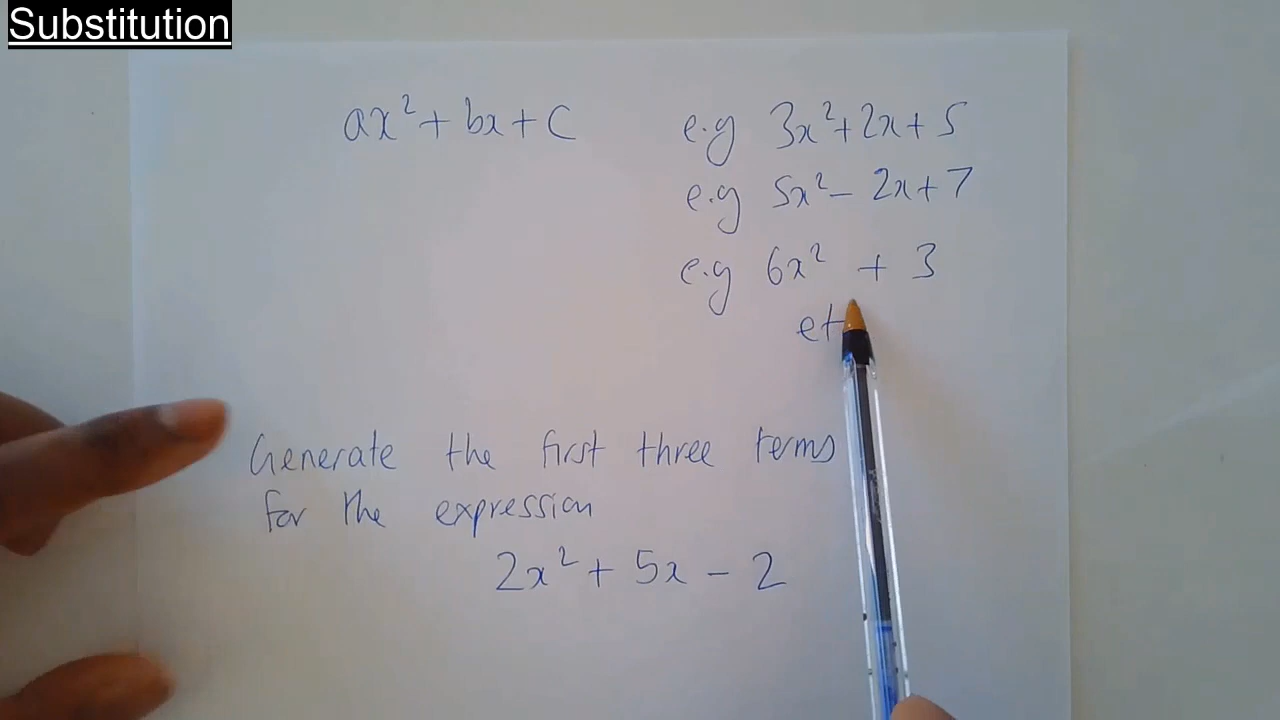 Substitution
ax² + bx + c
e.g 3x² + 2x + 5
e.g 5x² - 2x + 7
e.g 6x² + 3
Generate the first three terms
for the expression
2x² + 5x - 2